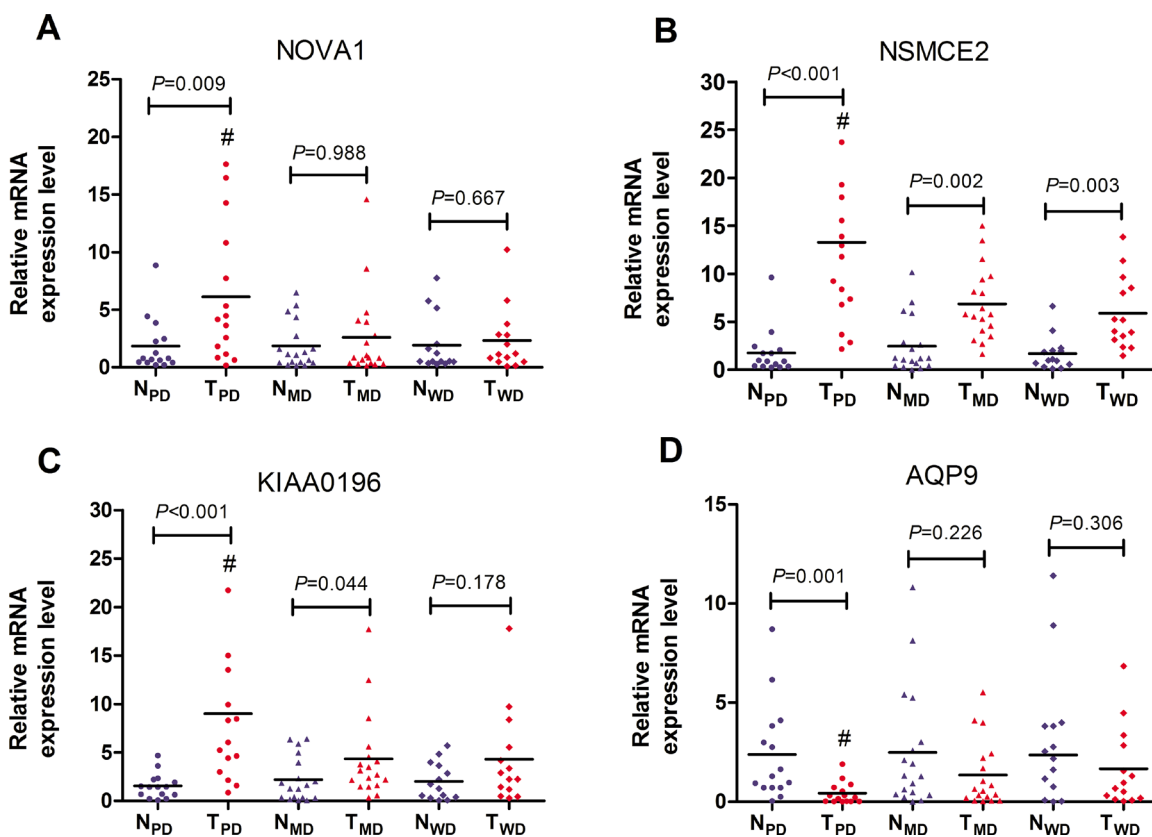 A
NOVA1
Relative mRNA
expression level
25
20
15
10
5
0
P=0.009
#
P=0.988
P=0.667
NPD TPD NMD TMD NWD TWD
B
NSMCE2
Relative mRNA
expression level
30
25
20
15
10
5
0
P<0.001
#
P=0.002
P=0.003
NPD TPD NMD TMD NWD TWD
C
KIAA0196
Relative mRNA
expression level
30
25
20
15
10
5
0
P<0.001
#
P=0.044
P=0.178
NPD TPD NMD TMD NWD TWD
D
AQP9
Relative mRNA
expression level
15
10
5
0
P=0.001
#
P=0.226
P=0.306
NPD TPD NMD TMD NWD TWD